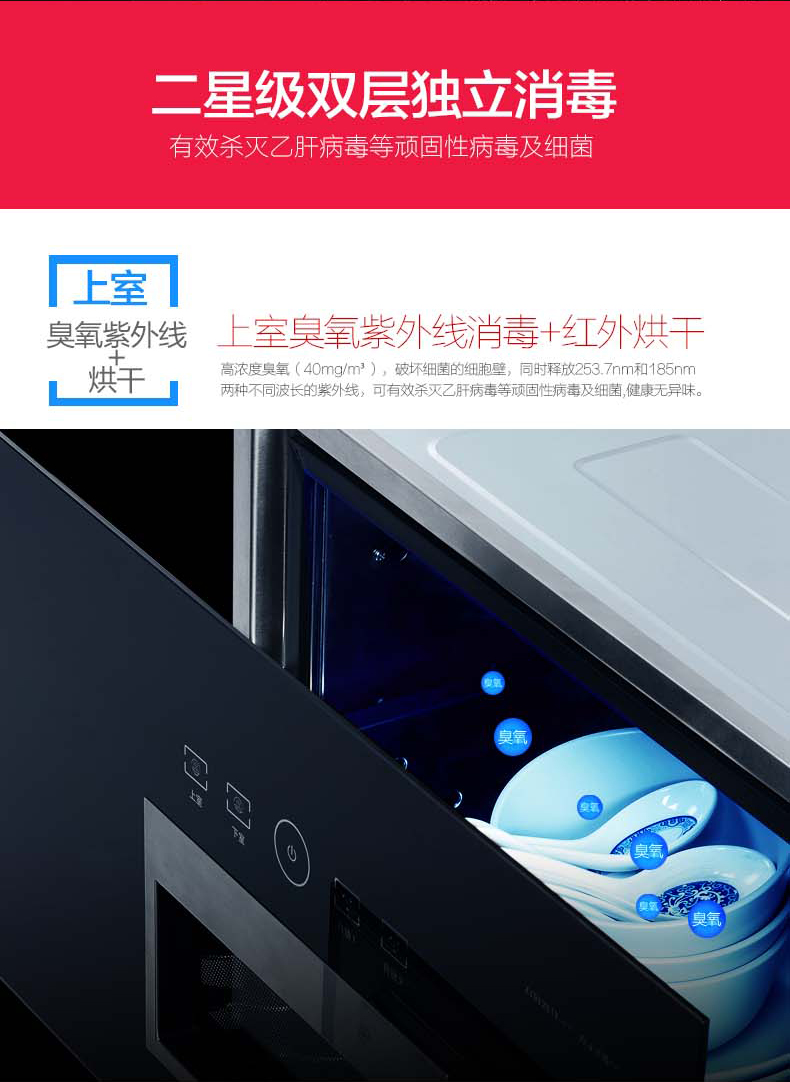 二星级双层独立消毒
有效杀灭乙肝病毒等顽固性病毒及细菌
上室
臭氧紫外线
+
烘干
上室臭氧紫外线消毒+红外烘干
高浓度臭氧（40mg/m³），破坏细菌的细胞壁，同时释放253.7nm和185nm
两种不同波长的紫外线，可有效杀灭乙肝病毒等顽固性病毒及细菌,健康无异味。
臭氧
臭氧
臭氧
臭氧
臭氧
臭氧
上室
下室